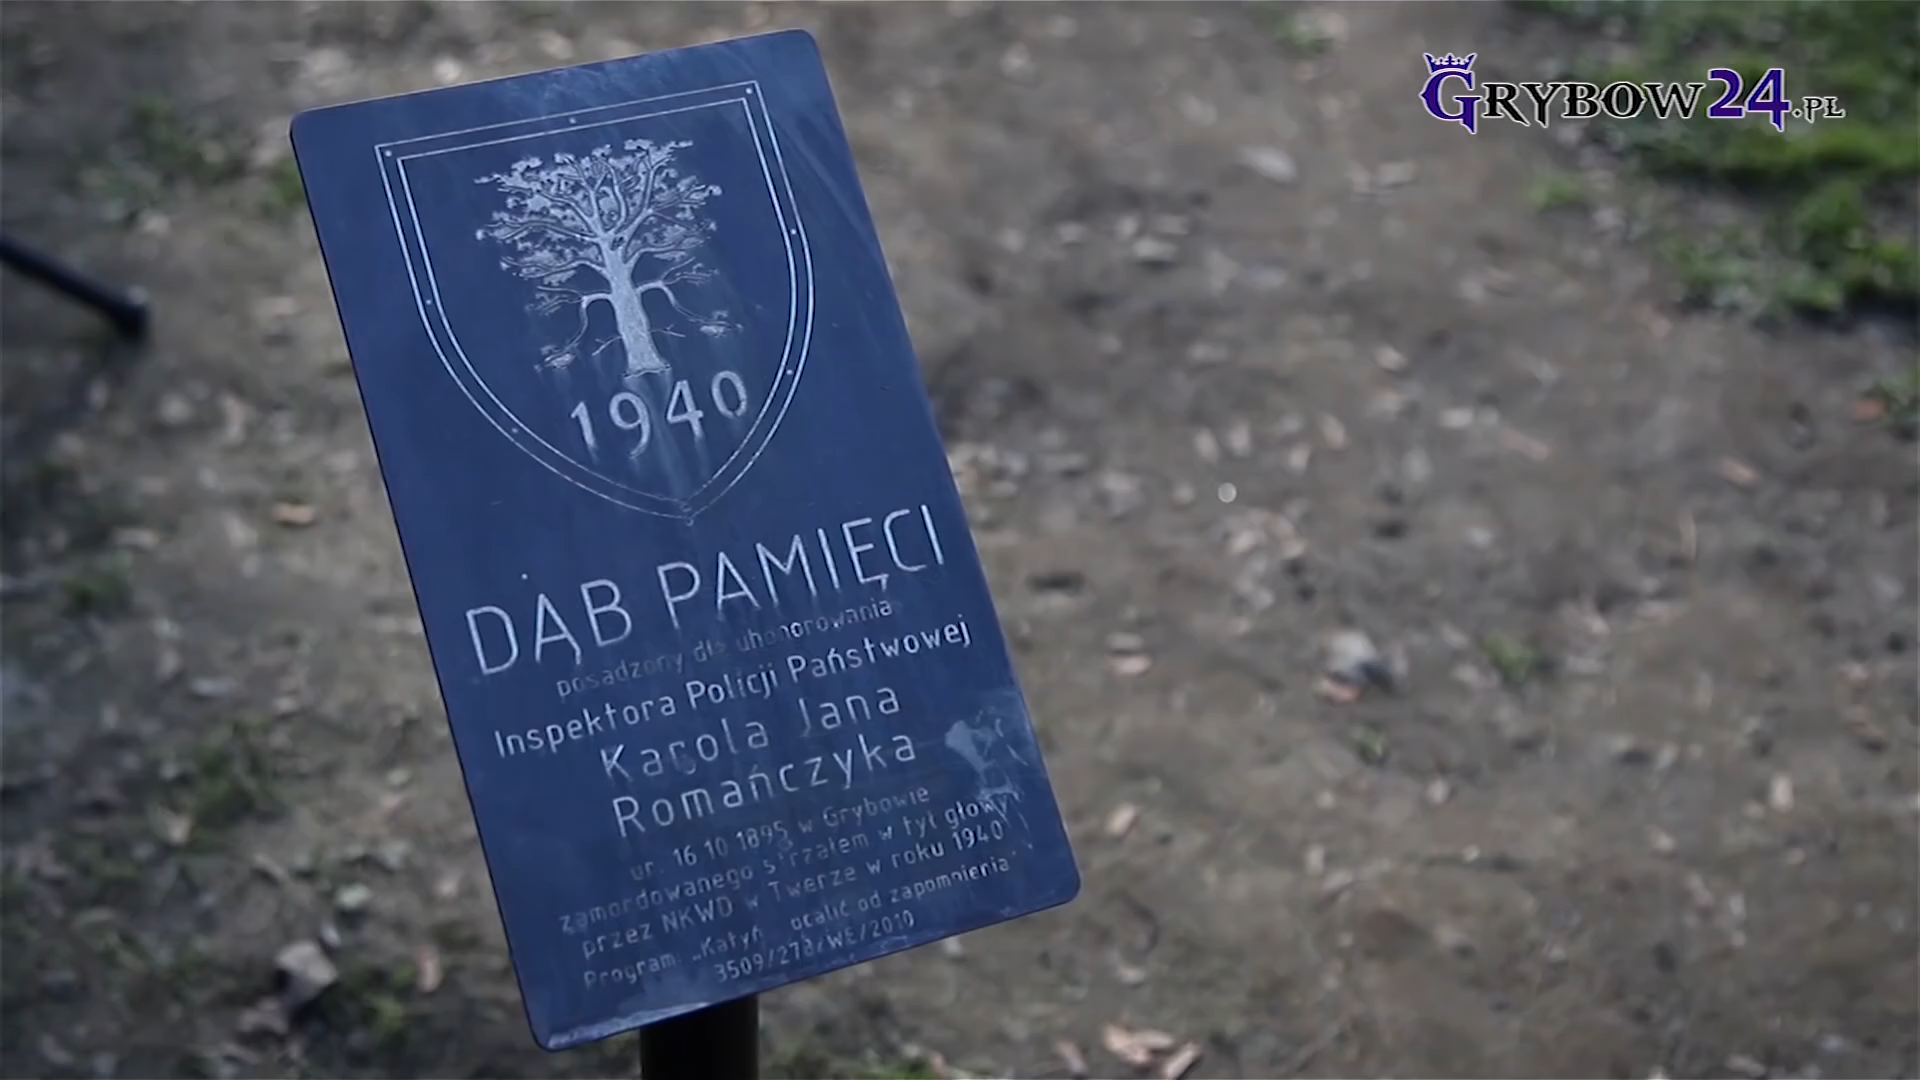 GRYBOW24.PL
1940
DĄB PAMIĘCI
posadzony dla uhonorowania
Inspektora Policji Państwowej
Karola Jana
Romańczyka
ur. 16 10 1895 w Grybowie
zamordowanego strzałem w tył głowy
przez NKWD w Twerze w roku 1940
Program „Katyń ocalić od zapomnienia
3509/278/WE/2010